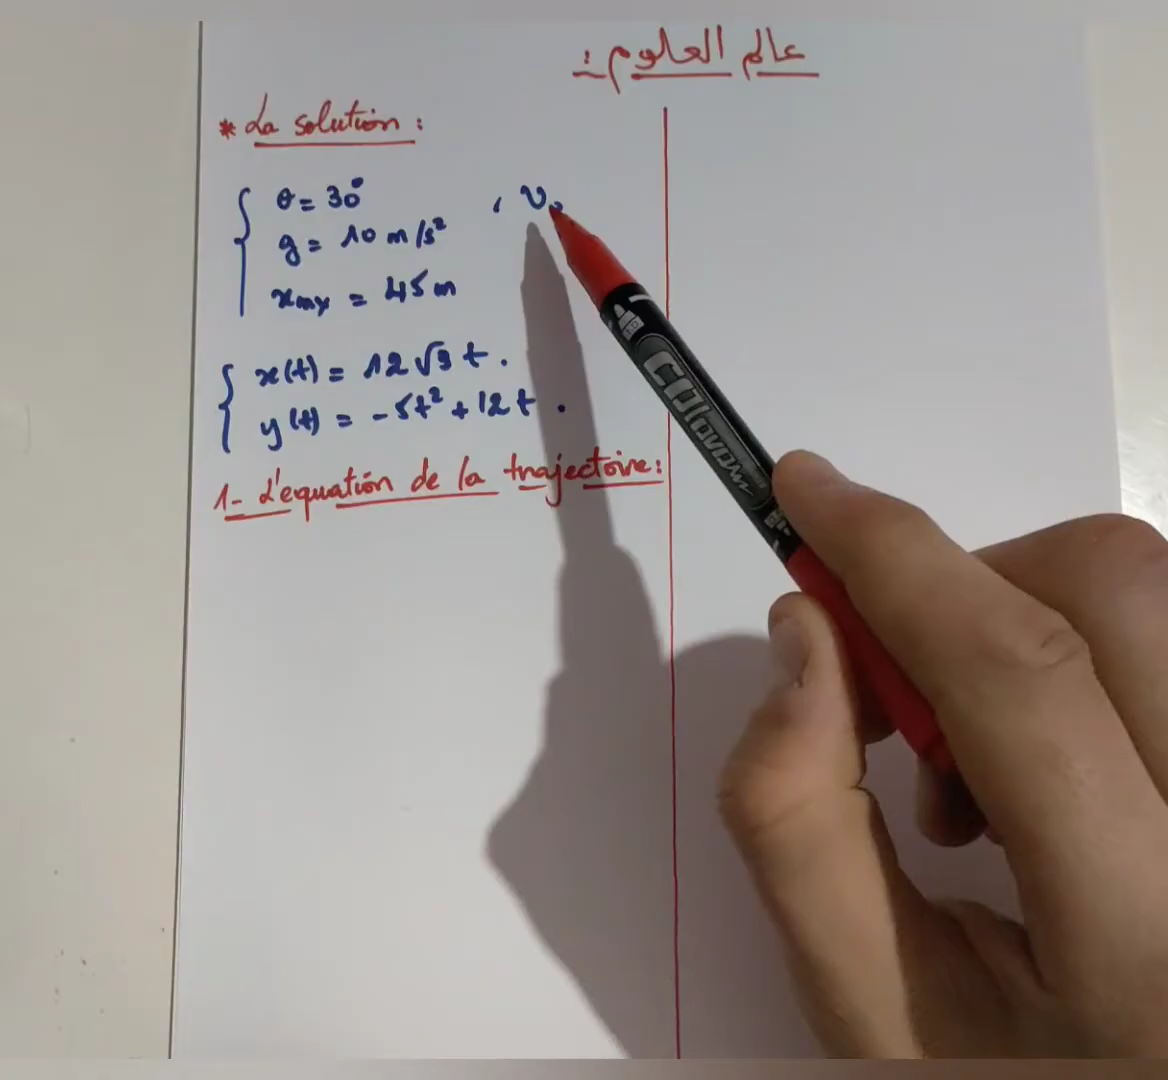 عالم العلوم :
* La solution :
θ = 30°
, v₀
g = 10 m/s²
xmax = 45 m
x(t) = 12√3 t .
y(t) = -5t² + 12t .
1- L'equation de la trajectoire :
COlorown